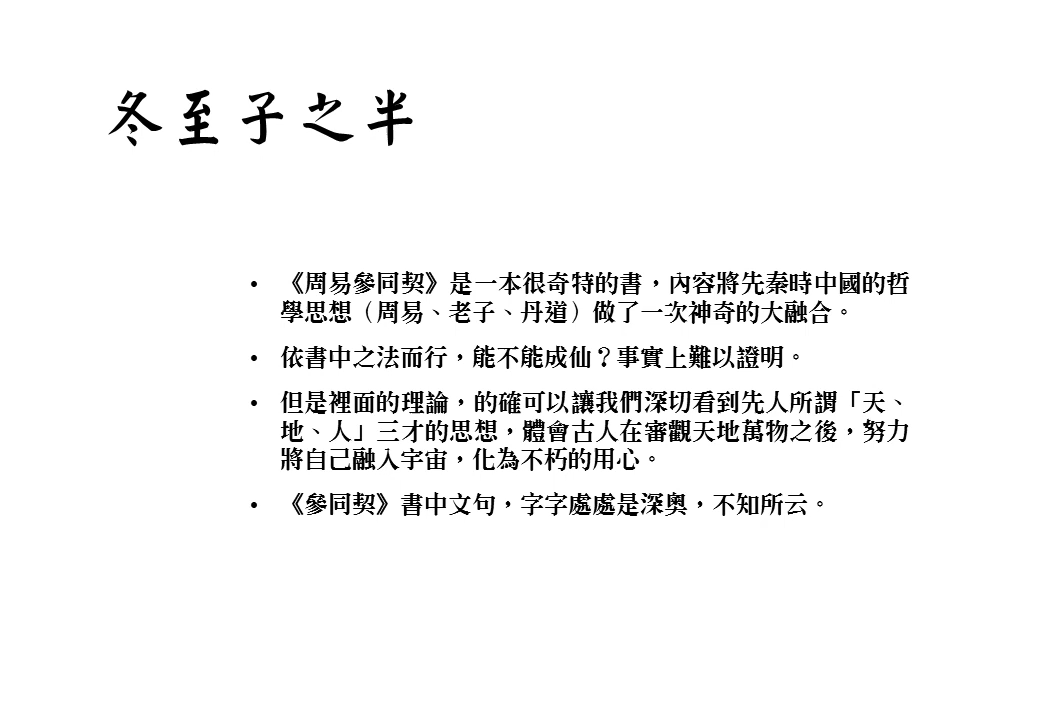 冬至子之半
• 《周易參同契》是一本很奇特的書，內容將先秦時中國的哲
學思想（周易、老子、丹道）做了一次神奇的大融合。
• 依書中之法而行，能不能成仙？事實上難以證明。
• 但是裡面的理論，的確可以讓我們深切看到先人所謂「天、
地、人」三才的思想，體會古人在審觀天地萬物之後，努力
將自己融入宇宙，化為不朽的用心。
• 《參同契》書中文句，字字處處是深奧，不知所云。